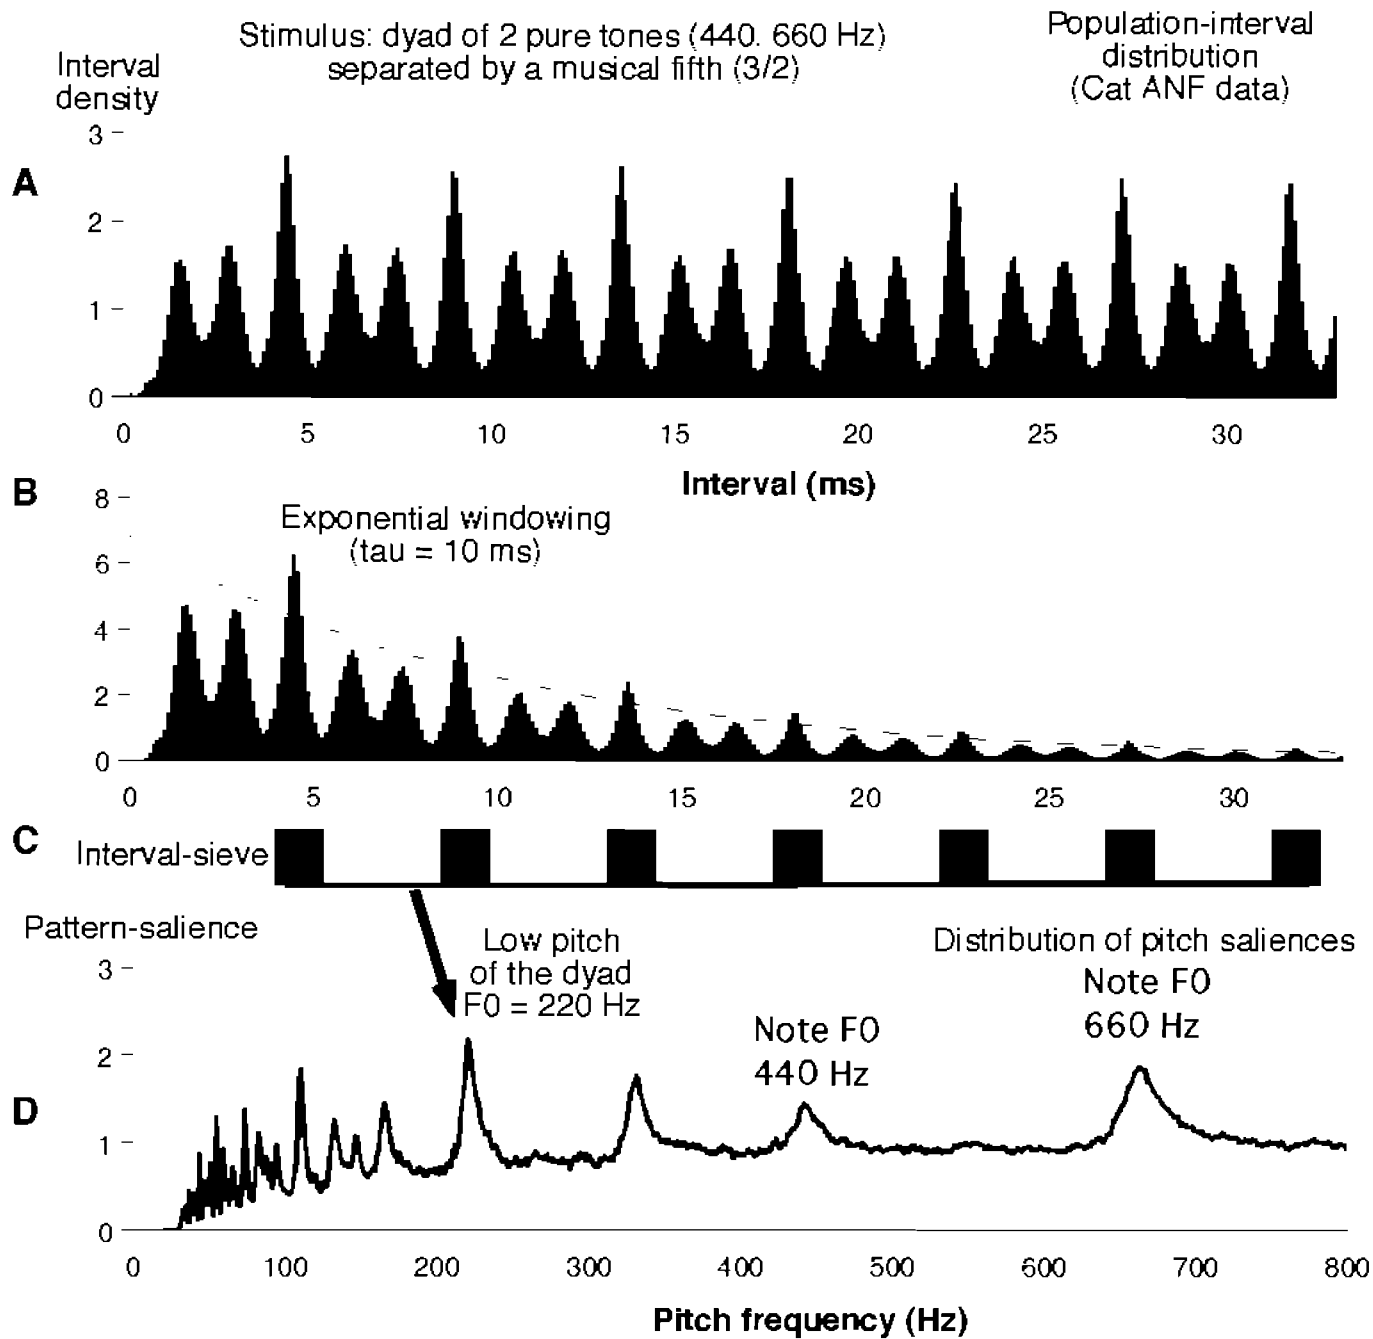 Stimulus: dyad of 2 pure tones (440. 660 Hz)
separated by a musical fifth (3/2)
Population-interval
distribution
(Cat ANF data)
Interval
density
A
3
2
1
0
0 5 10 15 20 25 30
Interval (ms)
B
Exponential windowing
(tau = 10 ms)
8
6
4
2
0
0 5 10 15 20 25 30
C
Interval-sieve
Pattern-salience
Low pitch
of the dyad
F0 = 220 Hz
Distribution of pitch saliences
Note F0
660 Hz
Note F0
440 Hz
D
3
2
1
0
0 100 200 300 400 500 600 700 800
Pitch frequency (Hz)